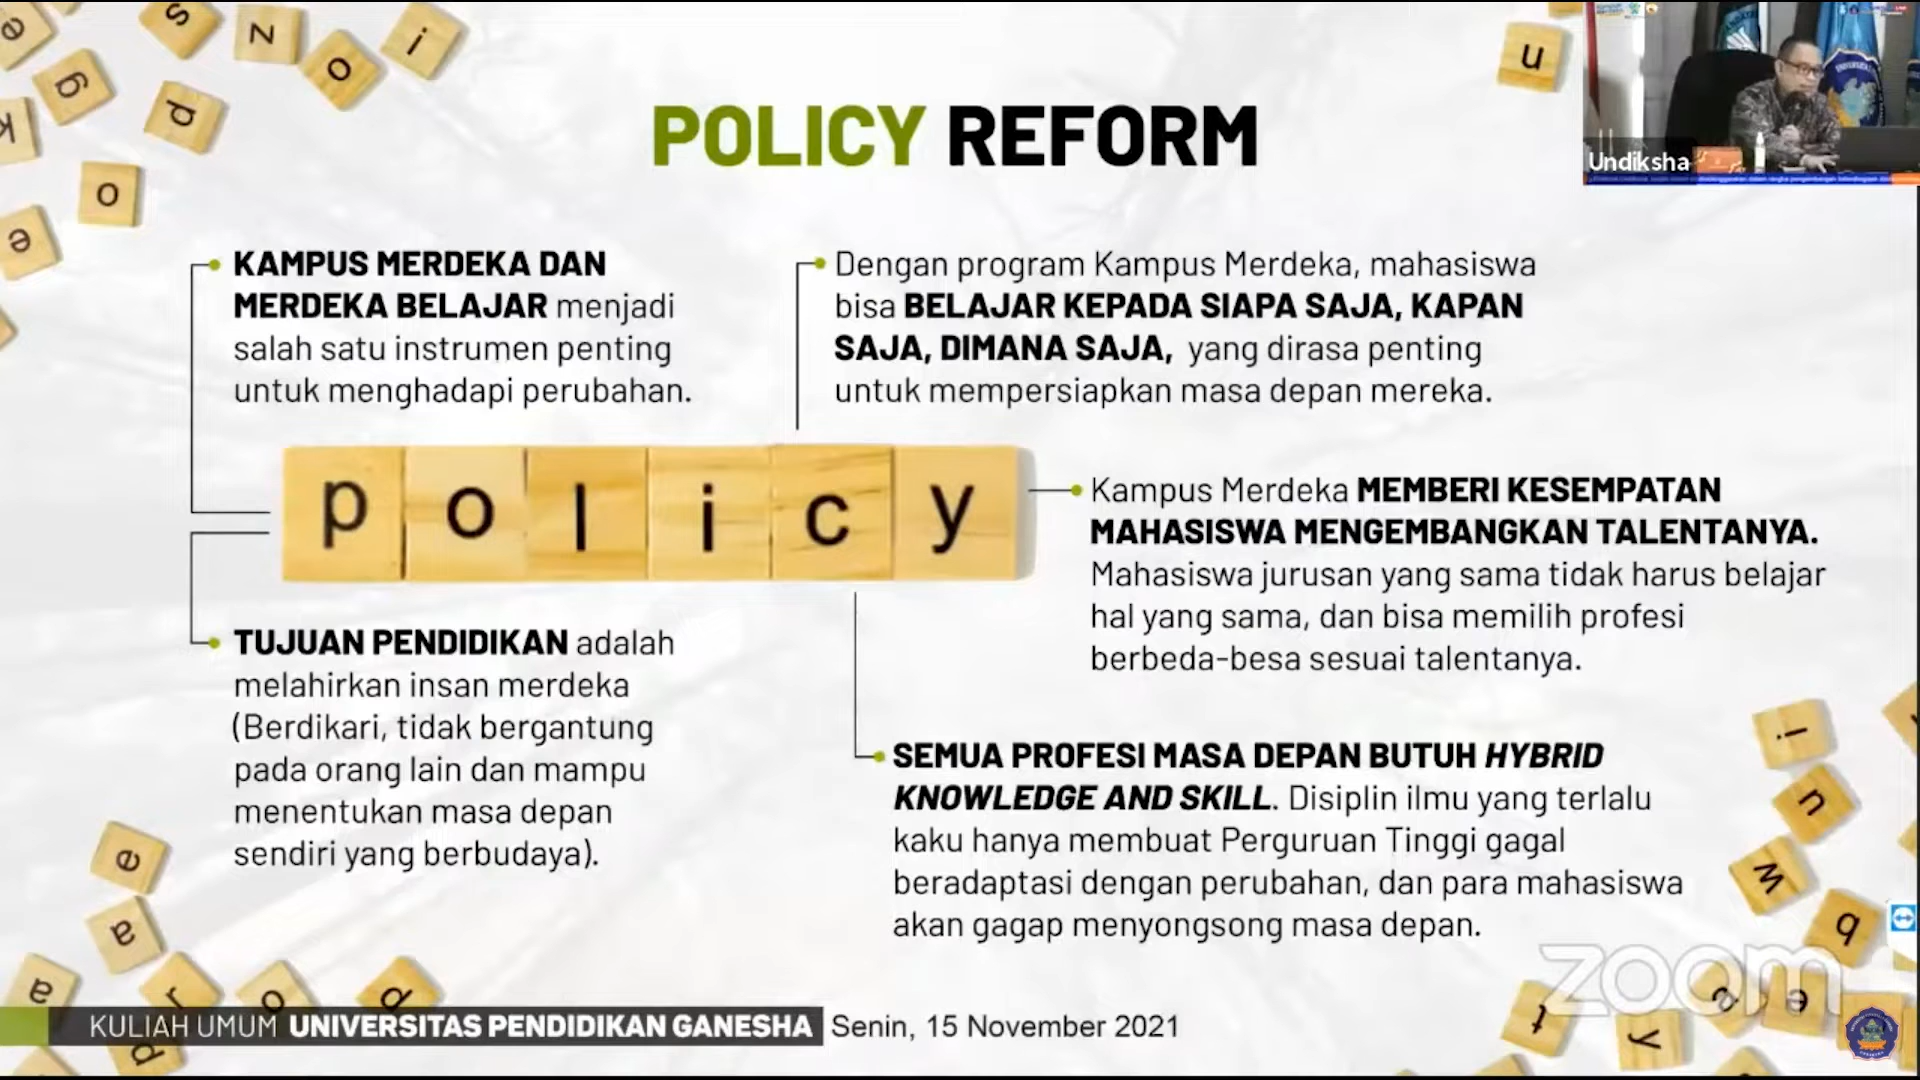 POLICY REFORM
Undiksha
KAMPUS MERDEKA DAN
MERDEKA BELAJAR menjadi
salah satu instrumen penting
untuk menghadapi perubahan.
Dengan program Kampus Merdeka, mahasiswa
bisa BELAJAR KEPADA SIAPA SAJA, KAPAN
SAJA, DIMANA SAJA, yang dirasa penting
untuk mempersiapkan masa depan mereka.
policy
Kampus Merdeka MEMBERI KESEMPATAN
MAHASISWA MENGEMBANGKAN TALENTANYA.
Mahasiswa jurusan yang sama tidak harus belajar
hal yang sama, dan bisa memilih profesi
berbeda-besa sesuai talentanya.
TUJUAN PENDIDIKAN adalah
melahirkan insan merdeka
(Berdikari, tidak bergantung
pada orang lain dan mampu
menentukan masa depan
sendiri yang berbudaya).
SEMUA PROFESI MASA DEPAN BUTUH HYBRID
KNOWLEDGE AND SKILL. Disiplin ilmu yang terlalu
kaku hanya membuat Perguruan Tinggi gagal
beradaptasi dengan perubahan, dan para mahasiswa
akan gagap menyongsong masa depan.
zoom
KULIAH UMUM UNIVERSITAS PENDIDIKAN GANESHA Senin, 15 November 2021